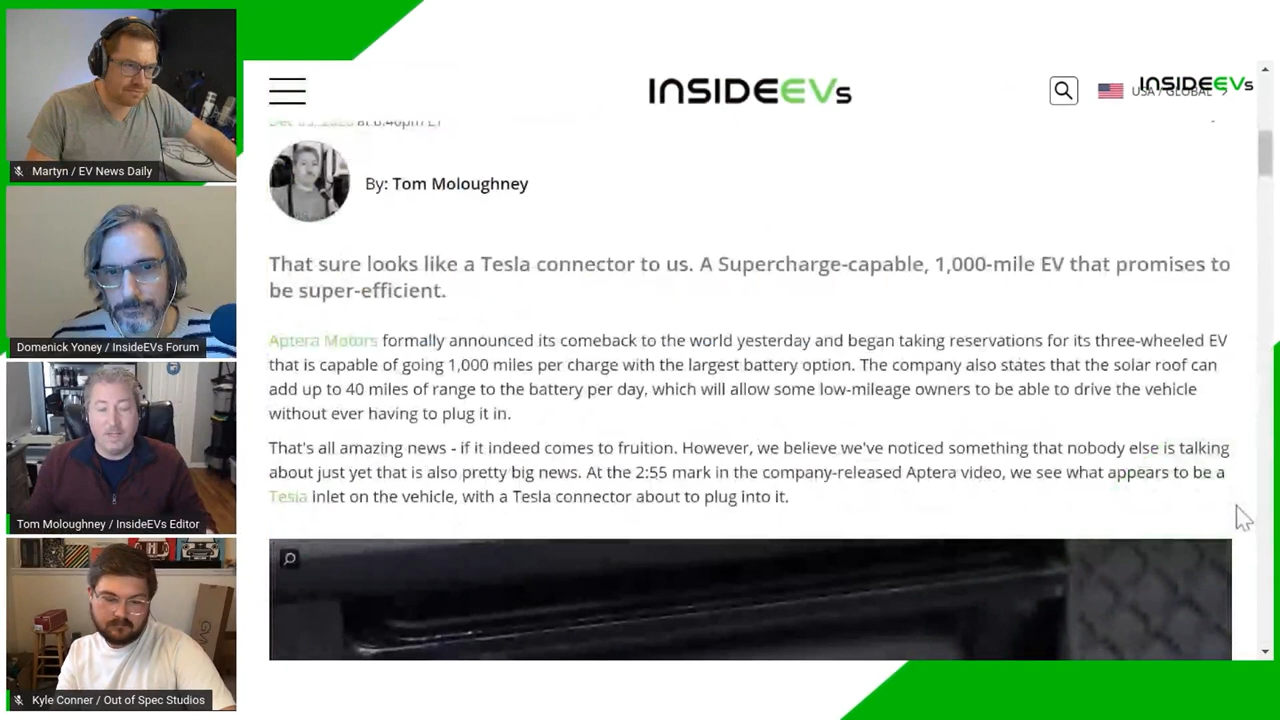 Martyn / EV News Daily
Domenick Yoney / InsideEVs Forum
Tom Moloughney / InsideEVs Editor
Kyle Conner / Out of Spec Studios
INSIDEEVs
USA / GLOBAL
INSIDEEVs
By: Tom Moloughney
That sure looks like a Tesla connector to us. A Supercharge-capable, 1,000-mile EV that promises to
be super-efficient.
Aptera Motors formally announced its comeback to the world yesterday and began taking reservations for its three-wheeled EV
that is capable of going 1,000 miles per charge with the largest battery option. The company also states that the solar roof can
add up to 40 miles of range to the battery per day, which will allow some low-mileage owners to be able to drive the vehicle
without ever having to plug it in.
That's all amazing news - if it indeed comes to fruition. However, we believe we've noticed something that nobody else is talking
about just yet that is also pretty big news. At the 2:55 mark in the company-released Aptera video, we see what appears to be a
Tesla inlet on the vehicle, with a Tesla connector about to plug into it.